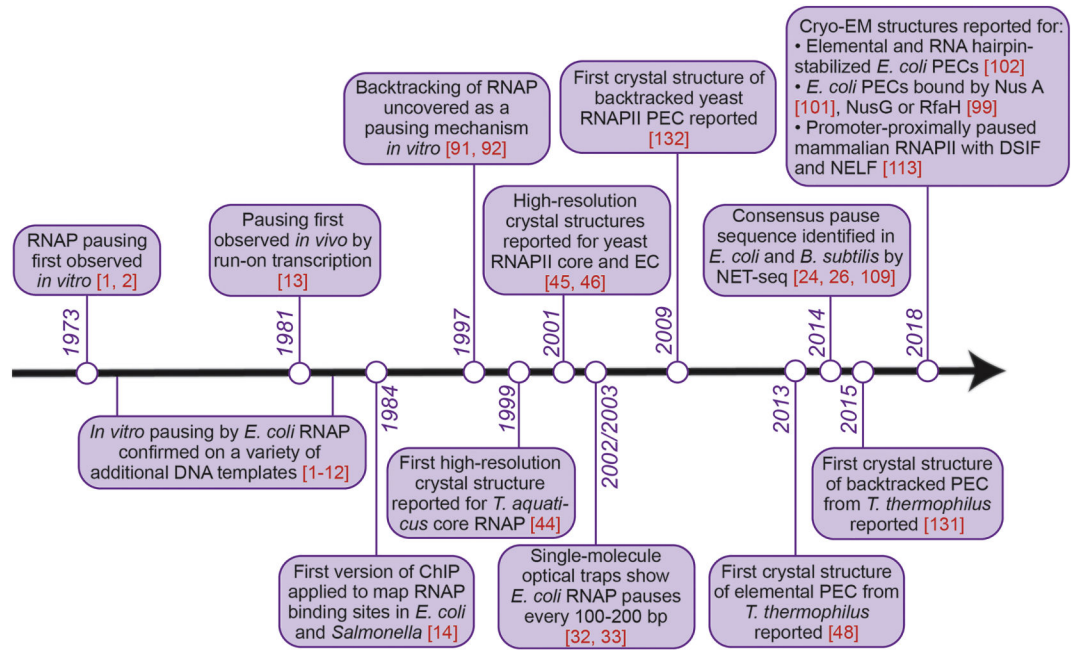 RNAP pausing
first observed
in vitro [1, 2]
1973
In vitro pausing by E. coli RNAP
confirmed on a variety of
additional DNA templates [1-12]
Pausing first
observed in vivo by
run-on transcription
[13]
1981
1984
First version of ChIP
applied to map RNAP
binding sites in E. coli
and Salmonella [14]
Backtracking of RNAP
uncovered as a
pausing mechanism
in vitro [91, 92]
1997
1999
First high-resolution
crystal structure
reported for T. aquati-
cus core RNAP [44]
High-resolution
crystal structures
reported for yeast
RNAPII core and EC
[45, 46]
2001
2002/2003
Single-molecule
optical traps show
E. coli RNAP pauses
every 100-200 bp
[32, 33]
First crystal structure of
backtracked yeast
RNAPII PEC reported
[132]
2009
2013
First crystal structure
of elemental PEC from
T. thermophilus
reported [48]
Consensus pause
sequence identified in
E. coli and B. subtilis by
NET-seq [24, 26, 109]
2014
2015
First crystal structure
of backtracked PEC
from T. thermophilus
reported [131]
Cryo-EM structures reported for:
• Elemental and RNA hairpin-
stabilized E. coli PECs [102]
• E. coli PECs bound by Nus A
[101], NusG or RfaH [99]
• Promoter-proximally paused
mammalian RNAPII with DSIF
and NELF [113]
2018